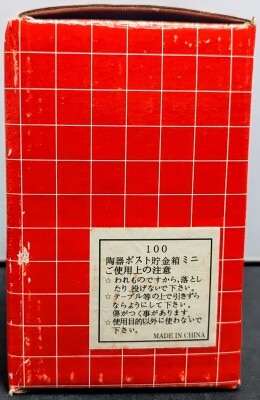 100
陶器ポスト貯金箱ミニ
ご使用上の注意
☆われものですから,落とし
たり,投げないで下さい。
☆テーブル等の上で引きずら
ならようにして下さい。
傷がつく事があります。
☆使用目的以外に使わないで
下さい。
MADE IN CHINA